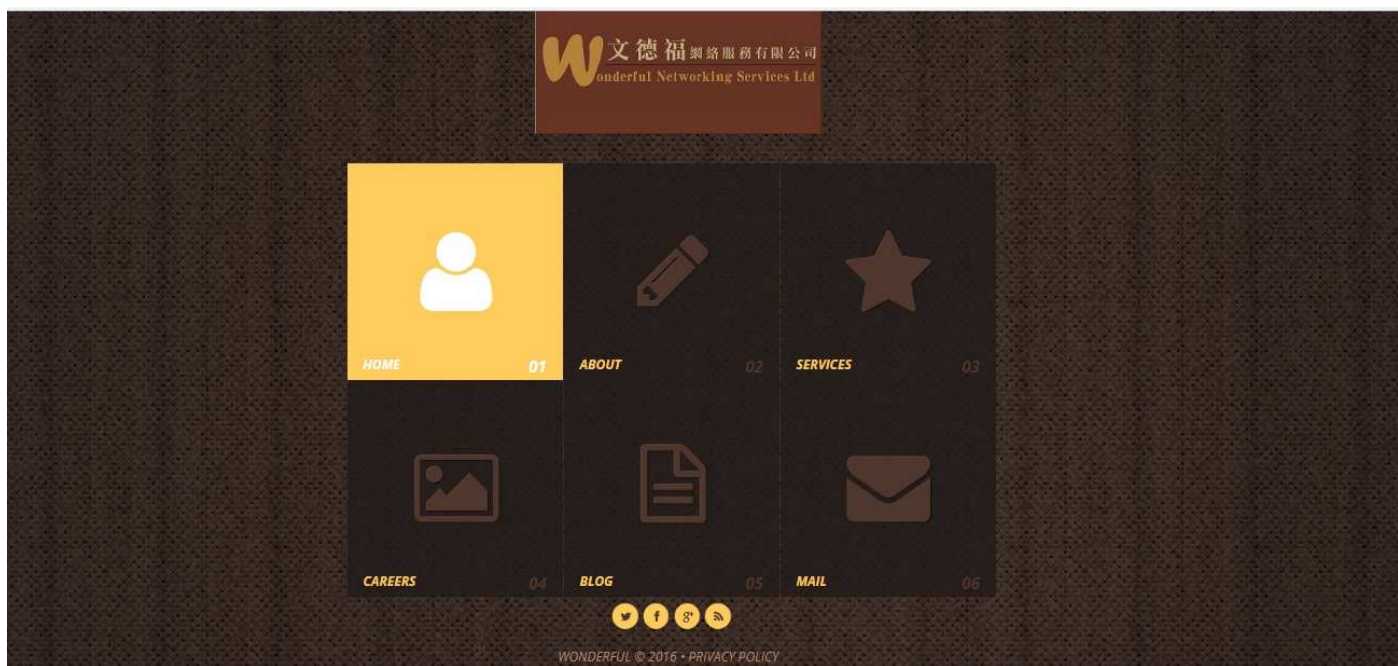 文德福網絡服務有限公司
Wonderful Networking Services Ltd
HOME 01
ABOUT 02
SERVICES 03
CAREERS 04
BLOG 05
MAIL 06
WONDERFUL © 2016 • PRIVACY POLICY